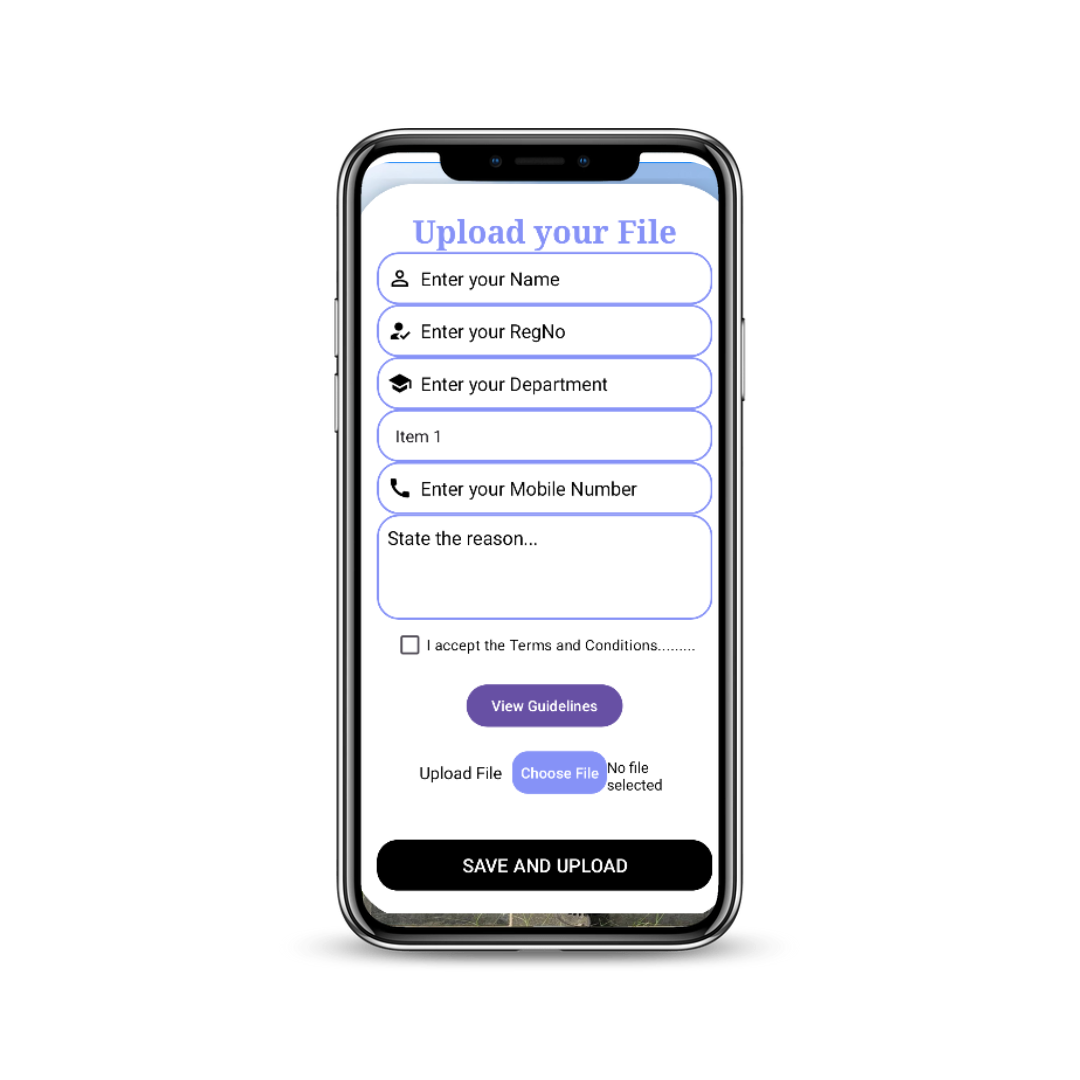 Upload your File
Enter your Name
Enter your RegNo
Enter your Department
Item 1
Enter your Mobile Number
State the reason...
I accept the Terms and Conditions.........
View Guidelines
Upload File Choose File No file
selected
SAVE AND UPLOAD